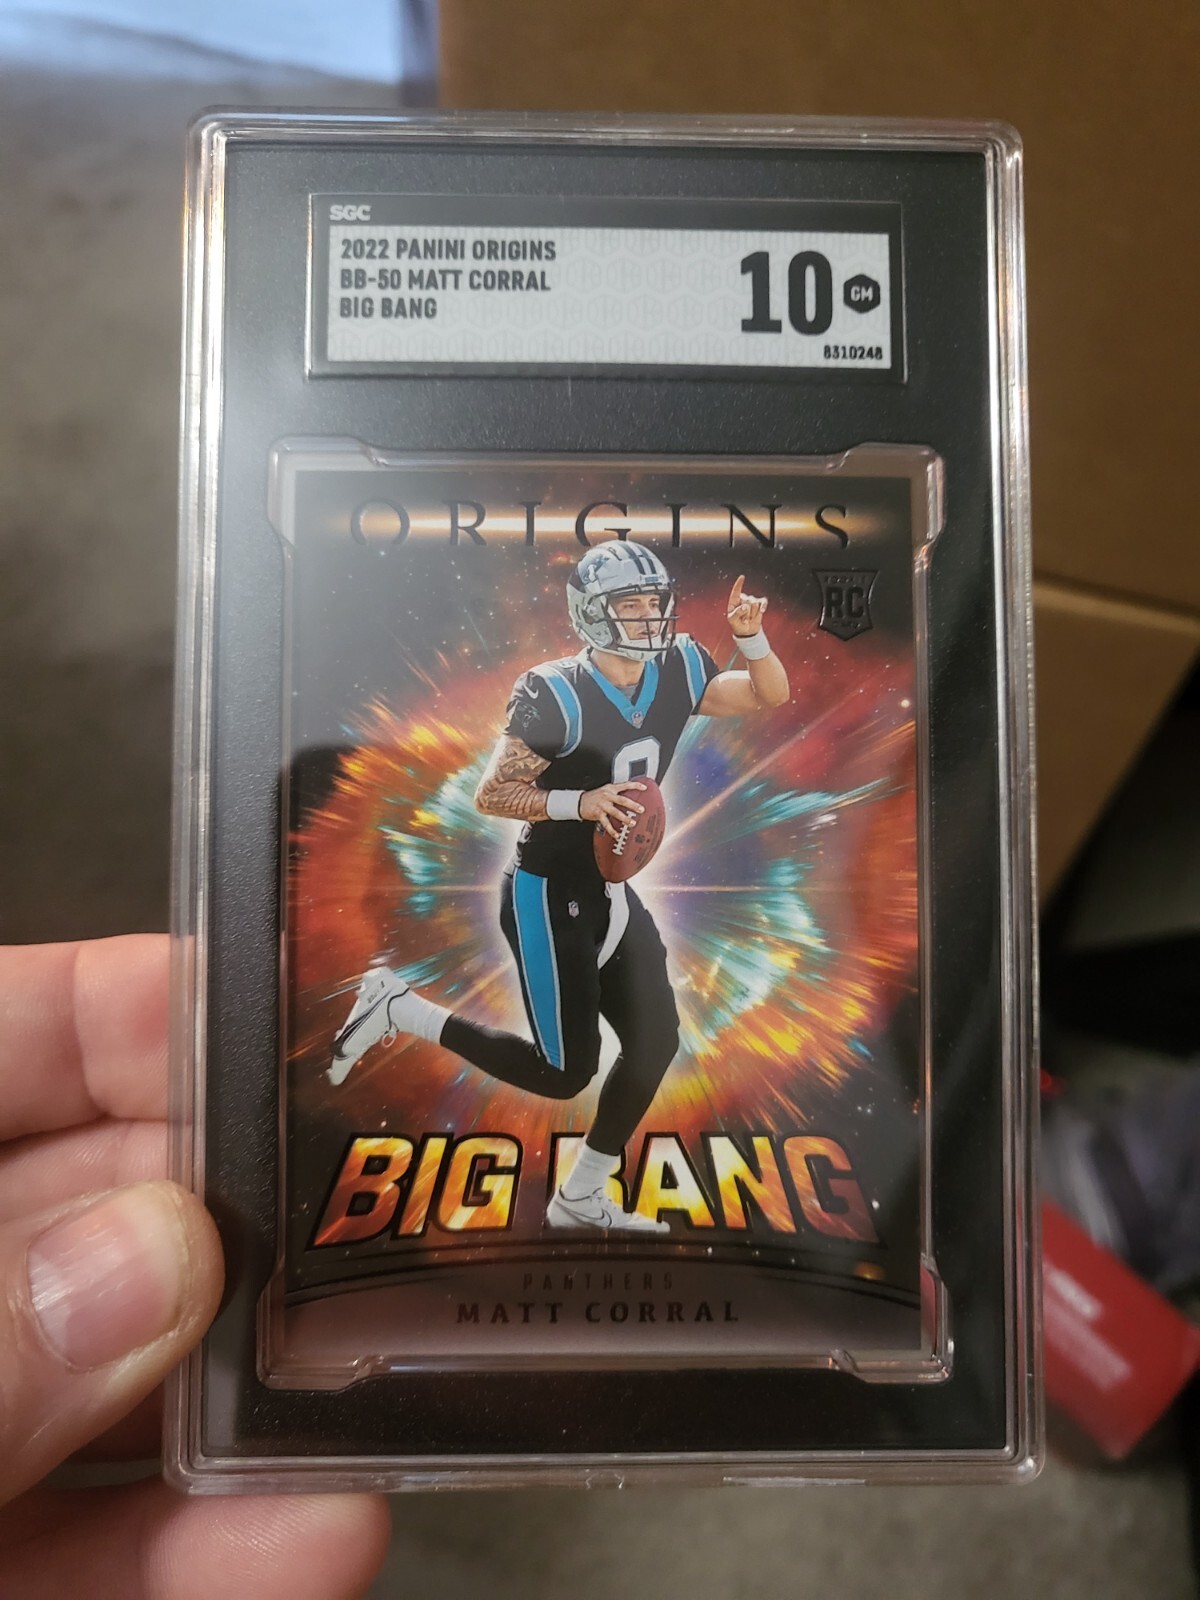 SGC
2022 PANINI ORIGINS
BB-50 MATT CORRAL
BIG BANG
10 GM
8310248
ORIGINS
RC
BIG BANG
PANTHERS
MATT CORRAL